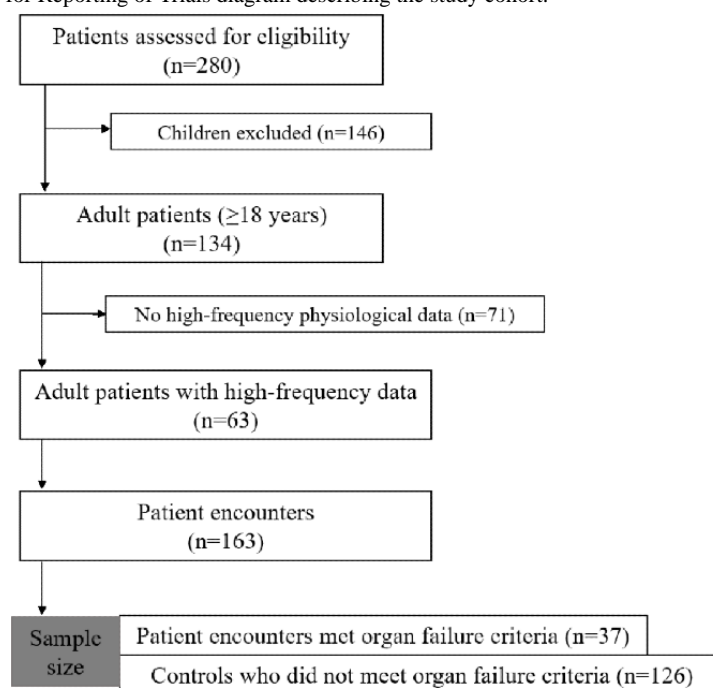 for Reporting of Trials diagram describing the study cohort.
Patients assessed for eligibility
(n=280)
Children excluded (n=146)
Adult patients (≥18 years)
(n=134)
No high-frequency physiological data (n=71)
Adult patients with high-frequency data
(n=63)
Patient encounters
(n=163)
Sample
size
Patient encounters met organ failure criteria (n=37)
Controls who did not meet organ failure criteria (n=126)